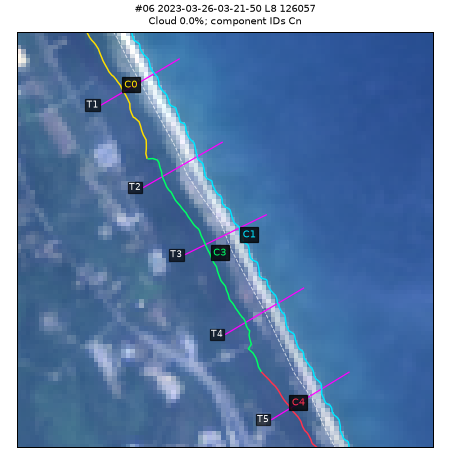 #06 2023-03-26-03-21-50 L8 126057
Cloud 0.0%; component IDs Cn
C0
T1
T2
C1
C3
T3
T4
C4
T5